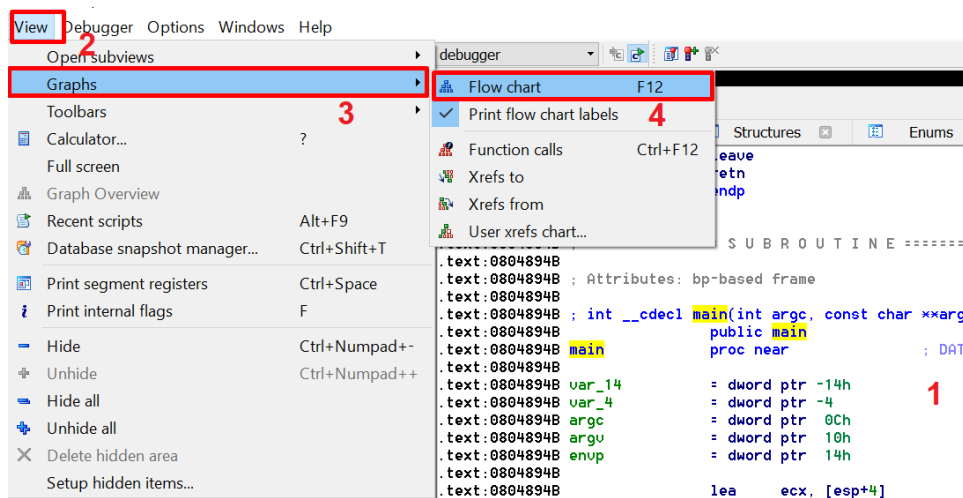 View Debugger Options Windows Help
2
Open subviews
Graphs
Toolbars
3
Calculator... ?
Full screen
Graph Overview
Recent scripts Alt+F9
Database snapshot manager... Ctrl+Shift+T
Print segment registers Ctrl+Space
Print internal flags F
Hide Ctrl+Numpad+-
Unhide Ctrl+Numpad++
Hide all
Unhide all
Delete hidden area
Setup hidden items...
debugger
Flow chart F12
Print flow chart labels
4
Function calls Ctrl+F12
Xrefs to
Xrefs from
User xrefs chart...
Structures Enums
eave
etn
endp
S U B R O U T I N E =======
.text:0804894B
.text:0804894B ; Attributes: bp-based frame
.text:0804894B
.text:0804894B ; int __cdecl main(int argc, const char **arg
.text:0804894B public main
.text:0804894B main proc near ; DAT
.text:0804894B
.text:0804894B var_14 = dword ptr -14h
1
.text:0804894B var_4 = dword ptr -4
.text:0804894B argc = dword ptr 0Ch
.text:0804894B argv = dword ptr 10h
.text:0804894B envp = dword ptr 14h
.text:0804894B
.text:0804894B lea ecx, [esp+4]